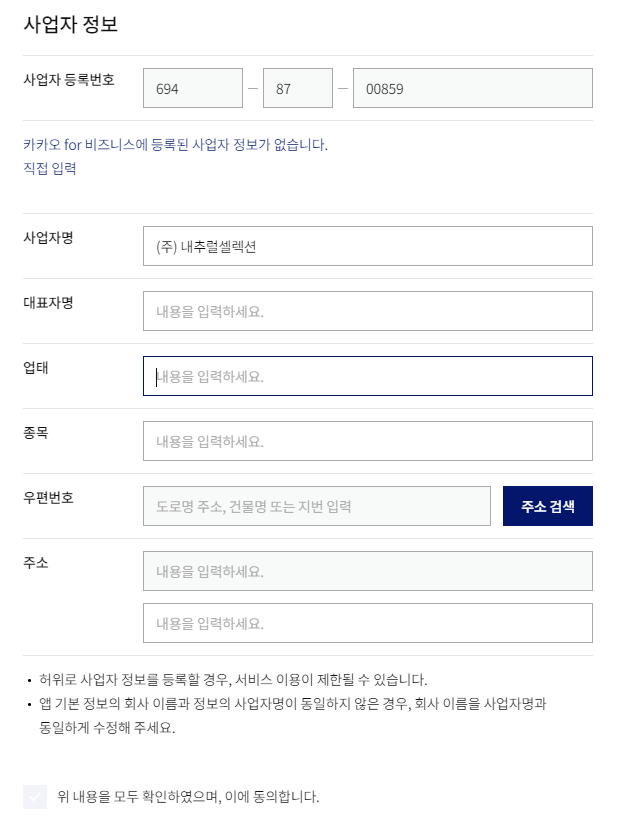 사업자 정보
사업자 등록번호
694 – 87 – 00859
카카오 for 비즈니스에 등록된 사업자 정보가 없습니다.
직접 입력
사업자명
(주) 내추럴셀렉션
대표자명
내용을 입력하세요.
업태
내용을 입력하세요.
종목
내용을 입력하세요.
우편번호
도로명 주소, 건물명 또는 지번 입력
주소 검색
주소
내용을 입력하세요.
내용을 입력하세요.
• 허위로 사업자 정보를 등록할 경우, 서비스 이용이 제한될 수 있습니다.
• 앱 기본 정보의 회사 이름과 정보의 사업자명이 동일하지 않은 경우, 회사 이름을 사업자명과
동일하게 수정해 주세요.
위 내용을 모두 확인하였으며, 이에 동의합니다.